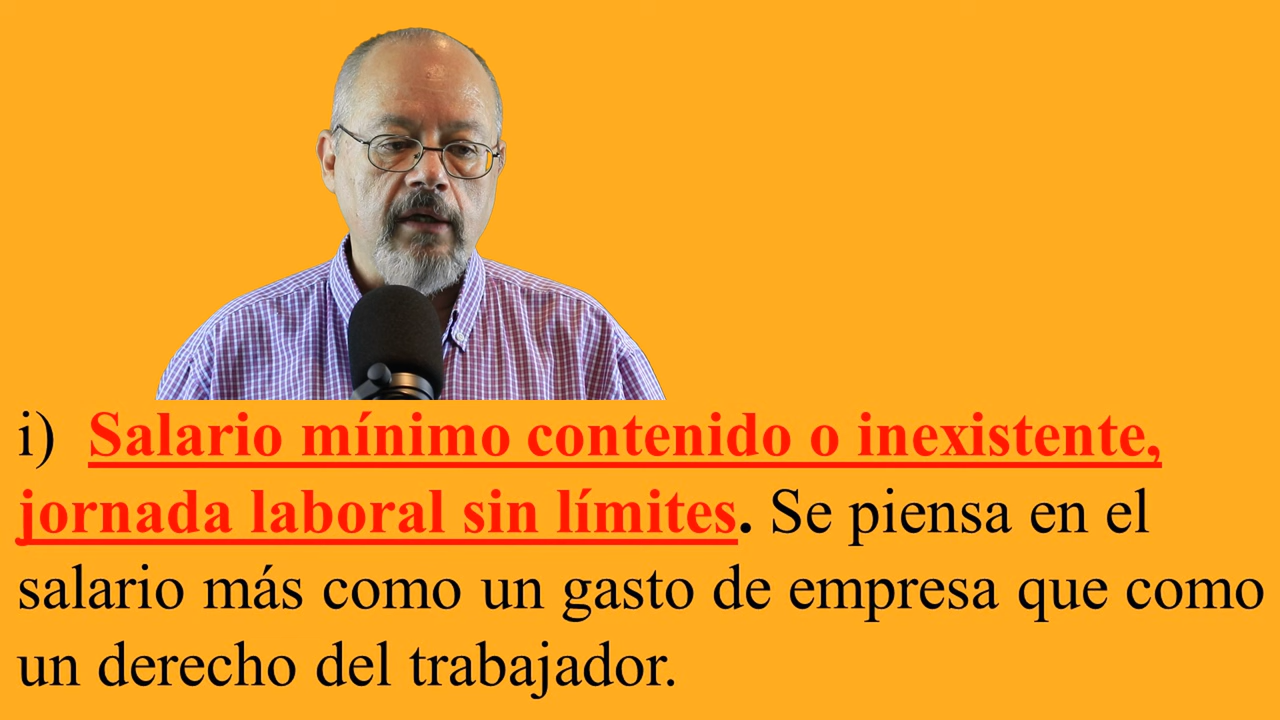 i) Salario mínimo contenido o inexistente,
jornada laboral sin límites. Se piensa en el
salario más como un gasto de empresa que como
un derecho del trabajador.